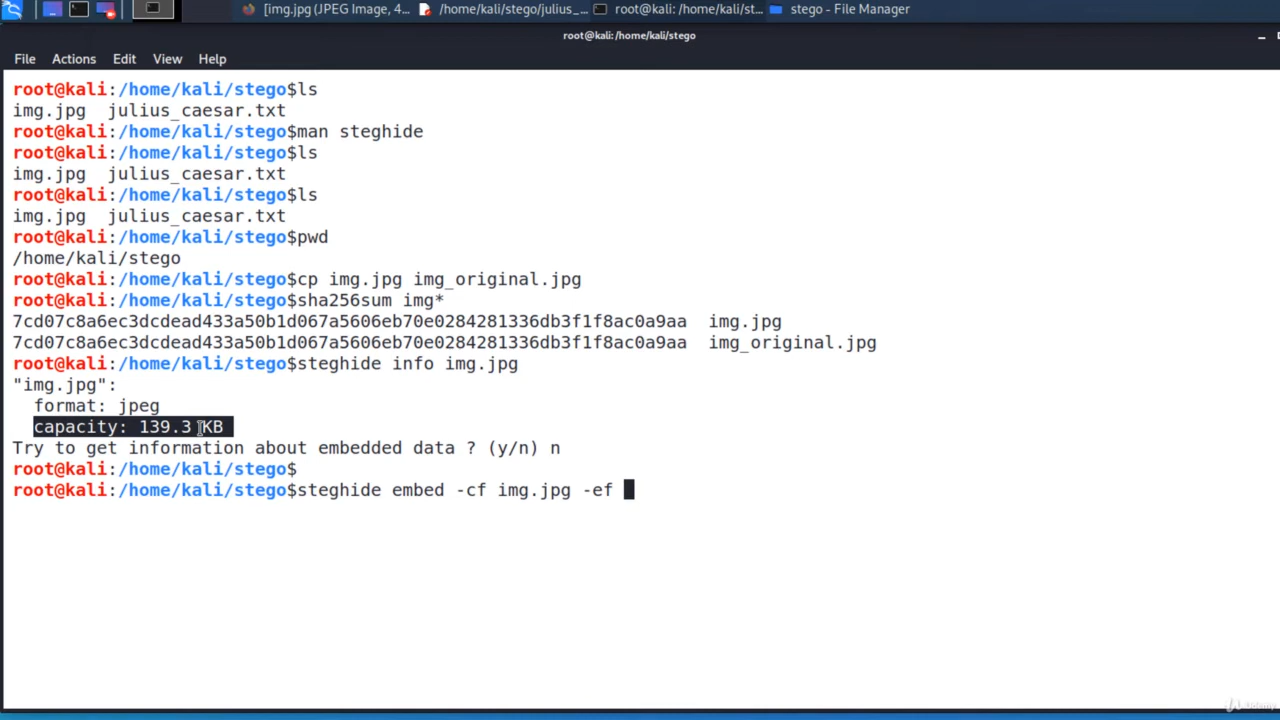 [img.jpg (JPEG Image, 4... /home/kali/stego/julius_... root@kali: /home/kali/st... stego - File Manager
root@kali:/home/kali/stego
File Actions Edit View Help
root@kali:/home/kali/stego$ls
img.jpg julius_caesar.txt
root@kali:/home/kali/stego$man steghide
root@kali:/home/kali/stego$ls
img.jpg julius_caesar.txt
root@kali:/home/kali/stego$ls
img.jpg julius_caesar.txt
root@kali:/home/kali/stego$pwd
/home/kali/stego
root@kali:/home/kali/stego$cp img.jpg img_original.jpg
root@kali:/home/kali/stego$sha256sum img*
7cd07c8a6ec3dcdead433a50b1d067a5606eb70e0284281336db3f1f8ac0a9aa img.jpg
7cd07c8a6ec3dcdead433a50b1d067a5606eb70e0284281336db3f1f8ac0a9aa img_original.jpg
root@kali:/home/kali/stego$steghide info img.jpg
"img.jpg":
format: jpeg
capacity: 139.3 KB
Try to get information about embedded data ? (y/n) n
root@kali:/home/kali/stego$
root@kali:/home/kali/stego$steghide embed -cf img.jpg -ef
Udemy